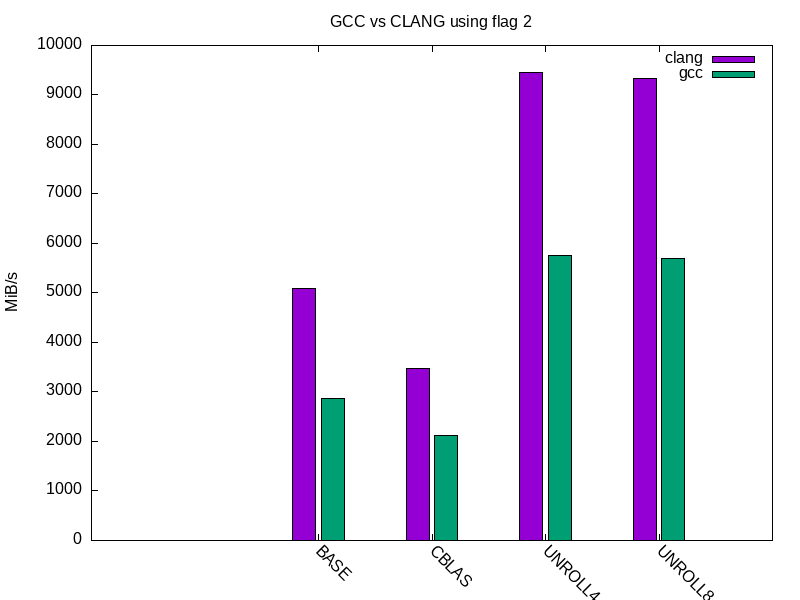 GCC vs CLANG using flag 2
clang
gcc
10000
9000
8000
7000
6000
5000
4000
3000
2000
1000
0
MiB/s
BASE
CBLAS
UNROLL4
UNROLL8